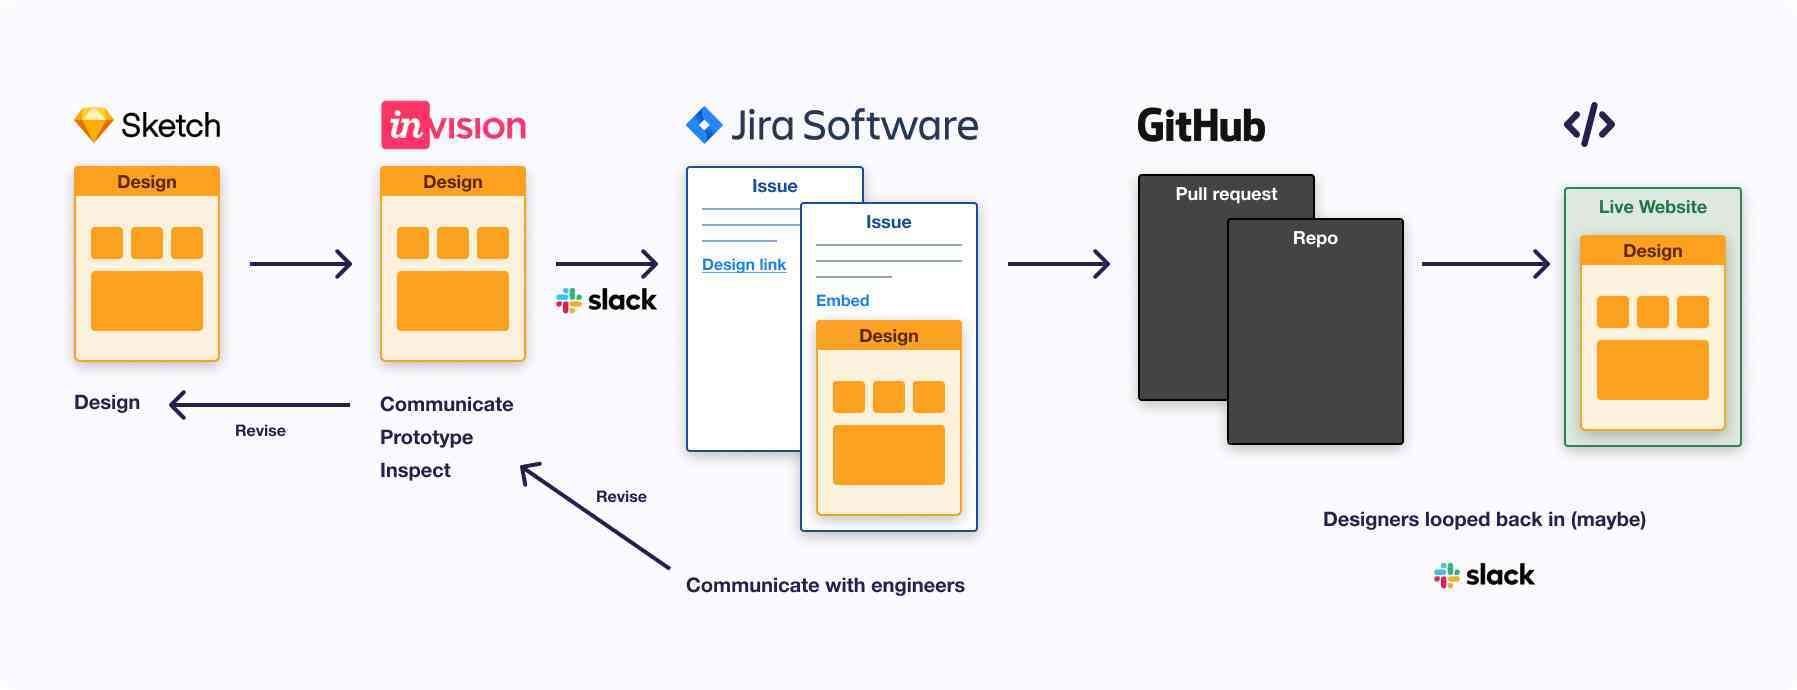 Sketch
invision
Jira Software
GitHub
</>
Design
Design
Issue
Design link
Issue
Embed
Design
Pull request
Repo
Live Website
Design
slack
Design
Revise
Communicate
Prototype
Inspect
Revise
Communicate with engineers
Designers looped back in (maybe)
slack